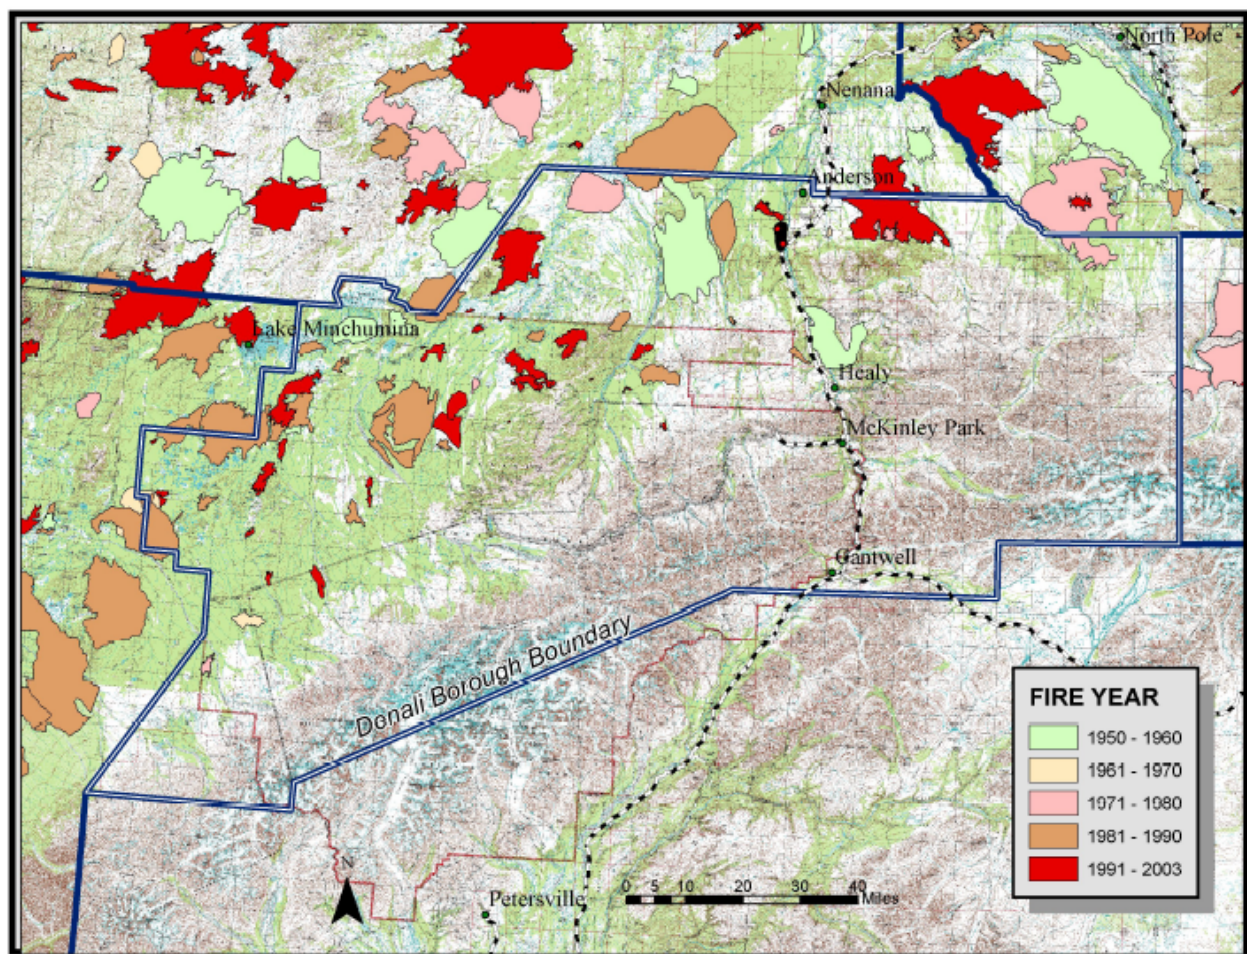 North Pole
Nenana
Anderson
Lake Minchumina
Healy
McKinley Park
Cantwell
Denali Borough Boundary
FIRE YEAR
1950 - 1960
1961 - 1970
1971 - 1980
1981 - 1990
1991 - 2003
N
0 5 10 20 30 40
Miles
Petersville